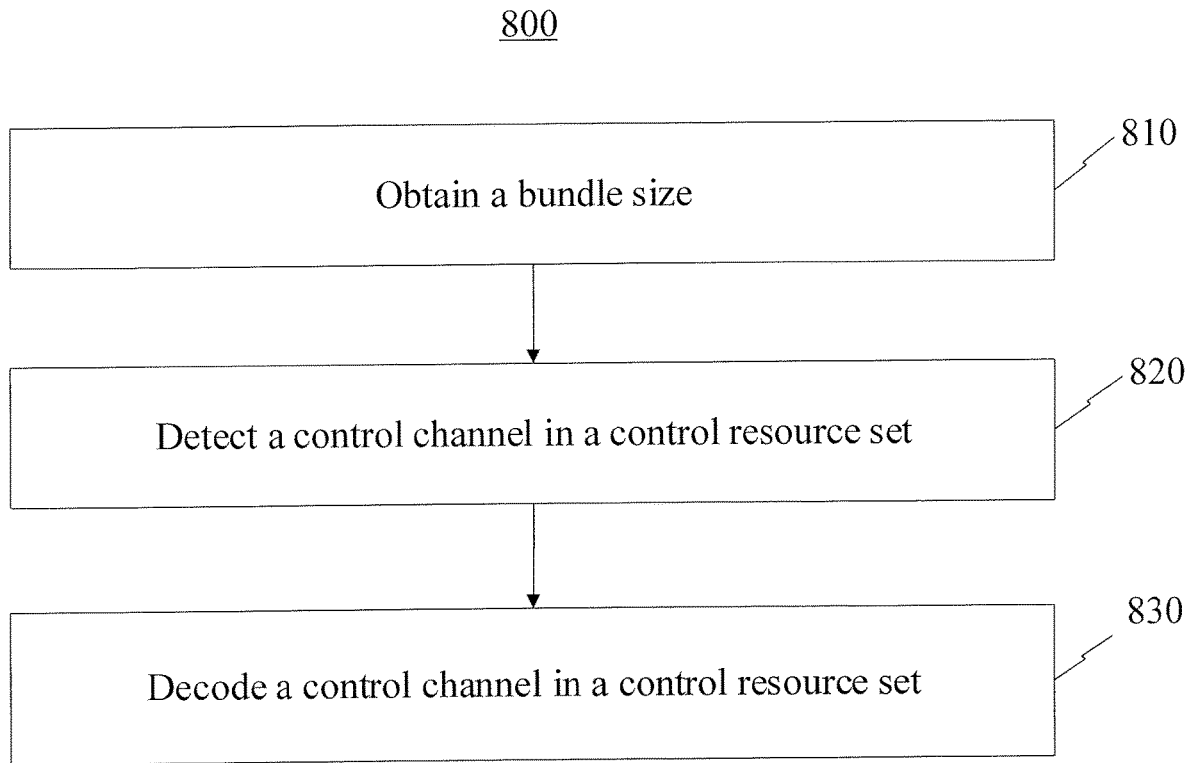 800
Obtain a bundle size
810
Detect a control channel in a control resource set
820
Decode a control channel in a control resource set
830